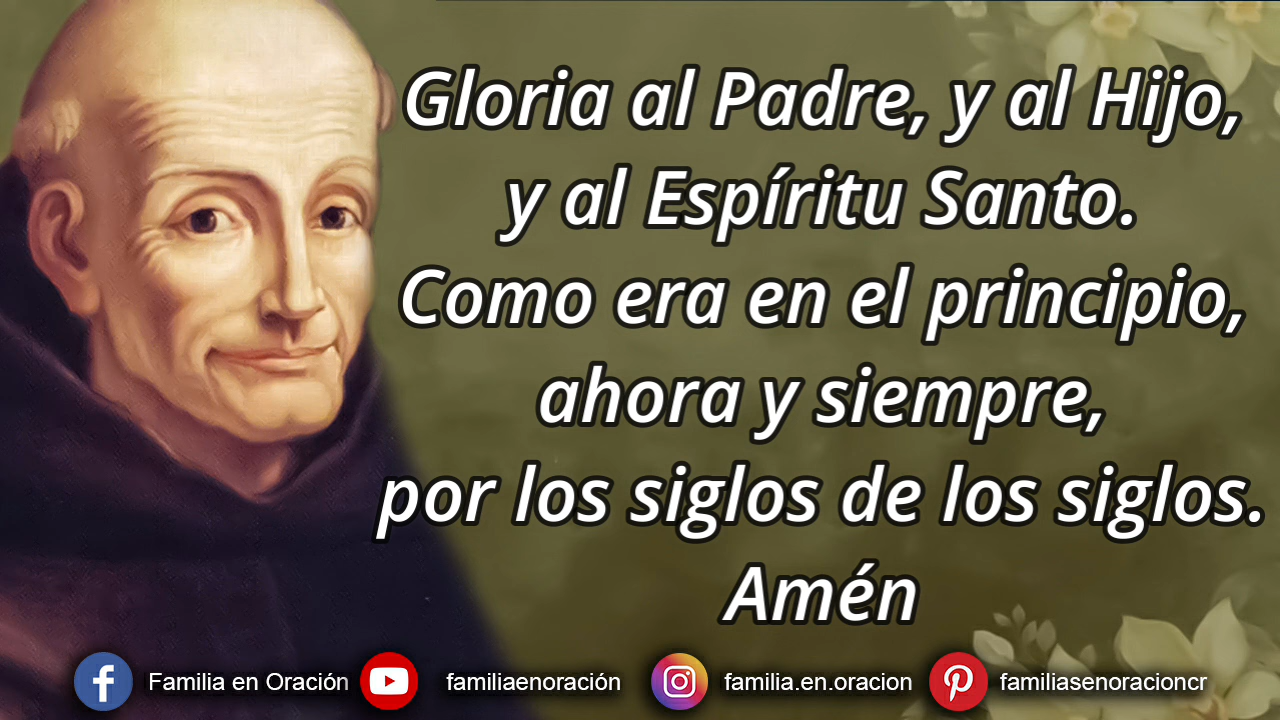 Gloria al Padre, y al Hijo,
y al Espíritu Santo.
Como era en el principio,
ahora y siempre,
por los siglos de los siglos.
Amén
Familia en Oración
familiaenoración
familia.en.oracion
familiasenoracioncr